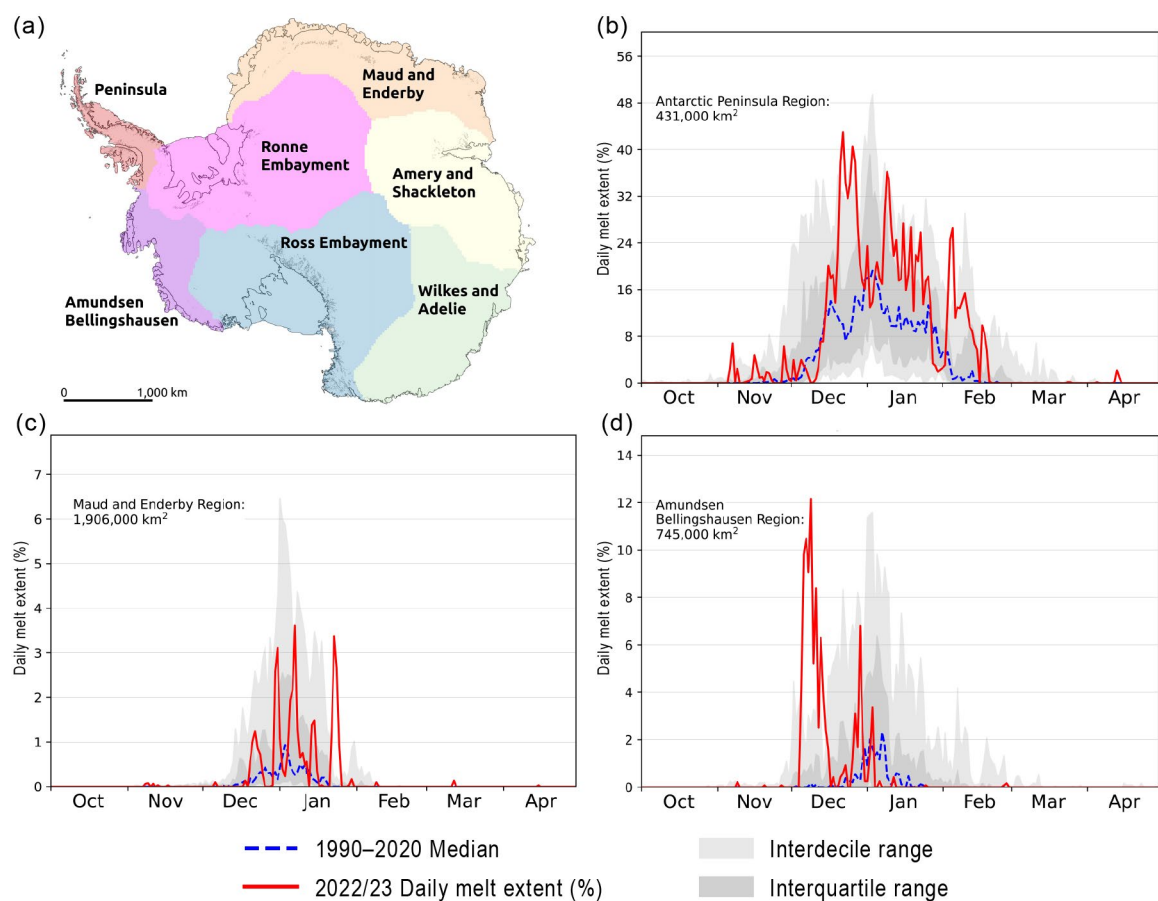 (a)
Peninsula
Maud and
Enderby
Ronne
Embayment
Amery and
Shackleton
Ross Embayment
Wilkes and
Adelie
Amundsen
Bellingshausen
0 1,000 km
(b)
Daily melt extent (%)
56
48
40
32
24
16
8
0
Antarctic Peninsula Region:
431,000 km²
Oct Nov Dec Jan Feb Mar Apr
(c)
Daily melt extent (%)
7
6
5
4
3
2
1
0
Maud and Enderby Region:
1,906,000 km²
Oct Nov Dec Jan Feb Mar Apr
(d)
Daily melt extent (%)
14
12
10
8
6
4
2
0
Amundsen
Bellingshausen Region:
745,000 km²
Oct Nov Dec Jan Feb Mar Apr
1990–2020 Median
2022/23 Daily melt extent (%)
Interdecile range
Interquartile range